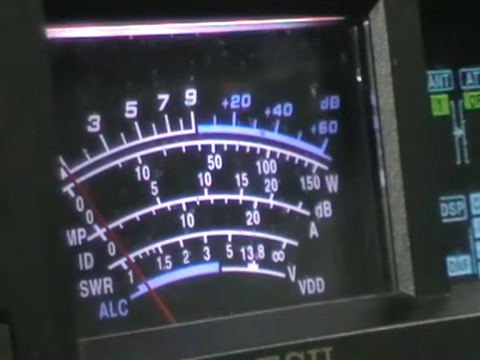 3 5 7 9 +20 +40 +60 dB
0 10 50 100 150 W
0 5 10 15 20 dB
10 20 A
0
ID
SWR 1 1.5 2 3 5 ∞
13.8 V
ALC VDD
ANT
1
DSP